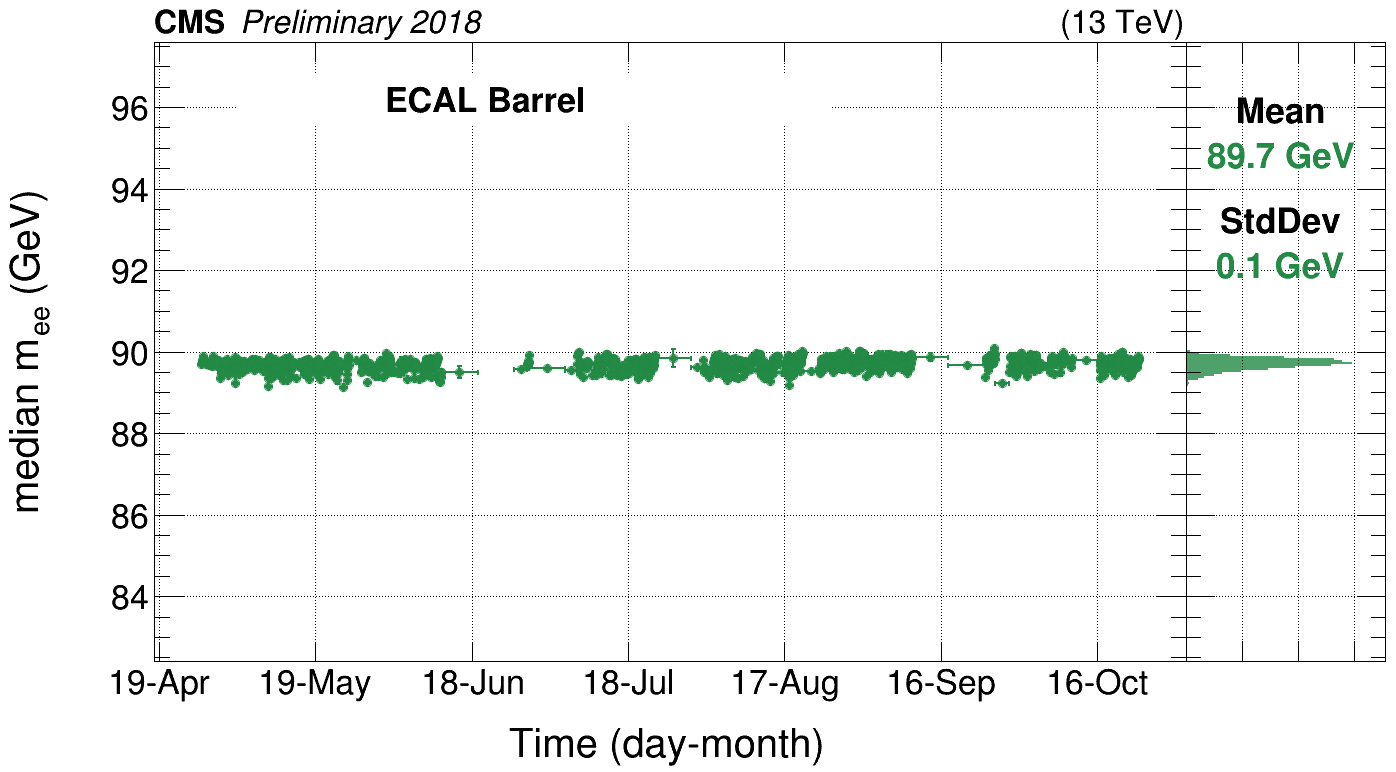 CMS Preliminary 2018 (13 TeV)
ECAL Barrel
Mean
89.7 GeV
StdDev
0.1 GeV
median m_ee (GeV)
96
94
92
90
88
86
84
19-Apr 19-May 18-Jun 18-Jul 17-Aug 16-Sep 16-Oct
Time (day-month)